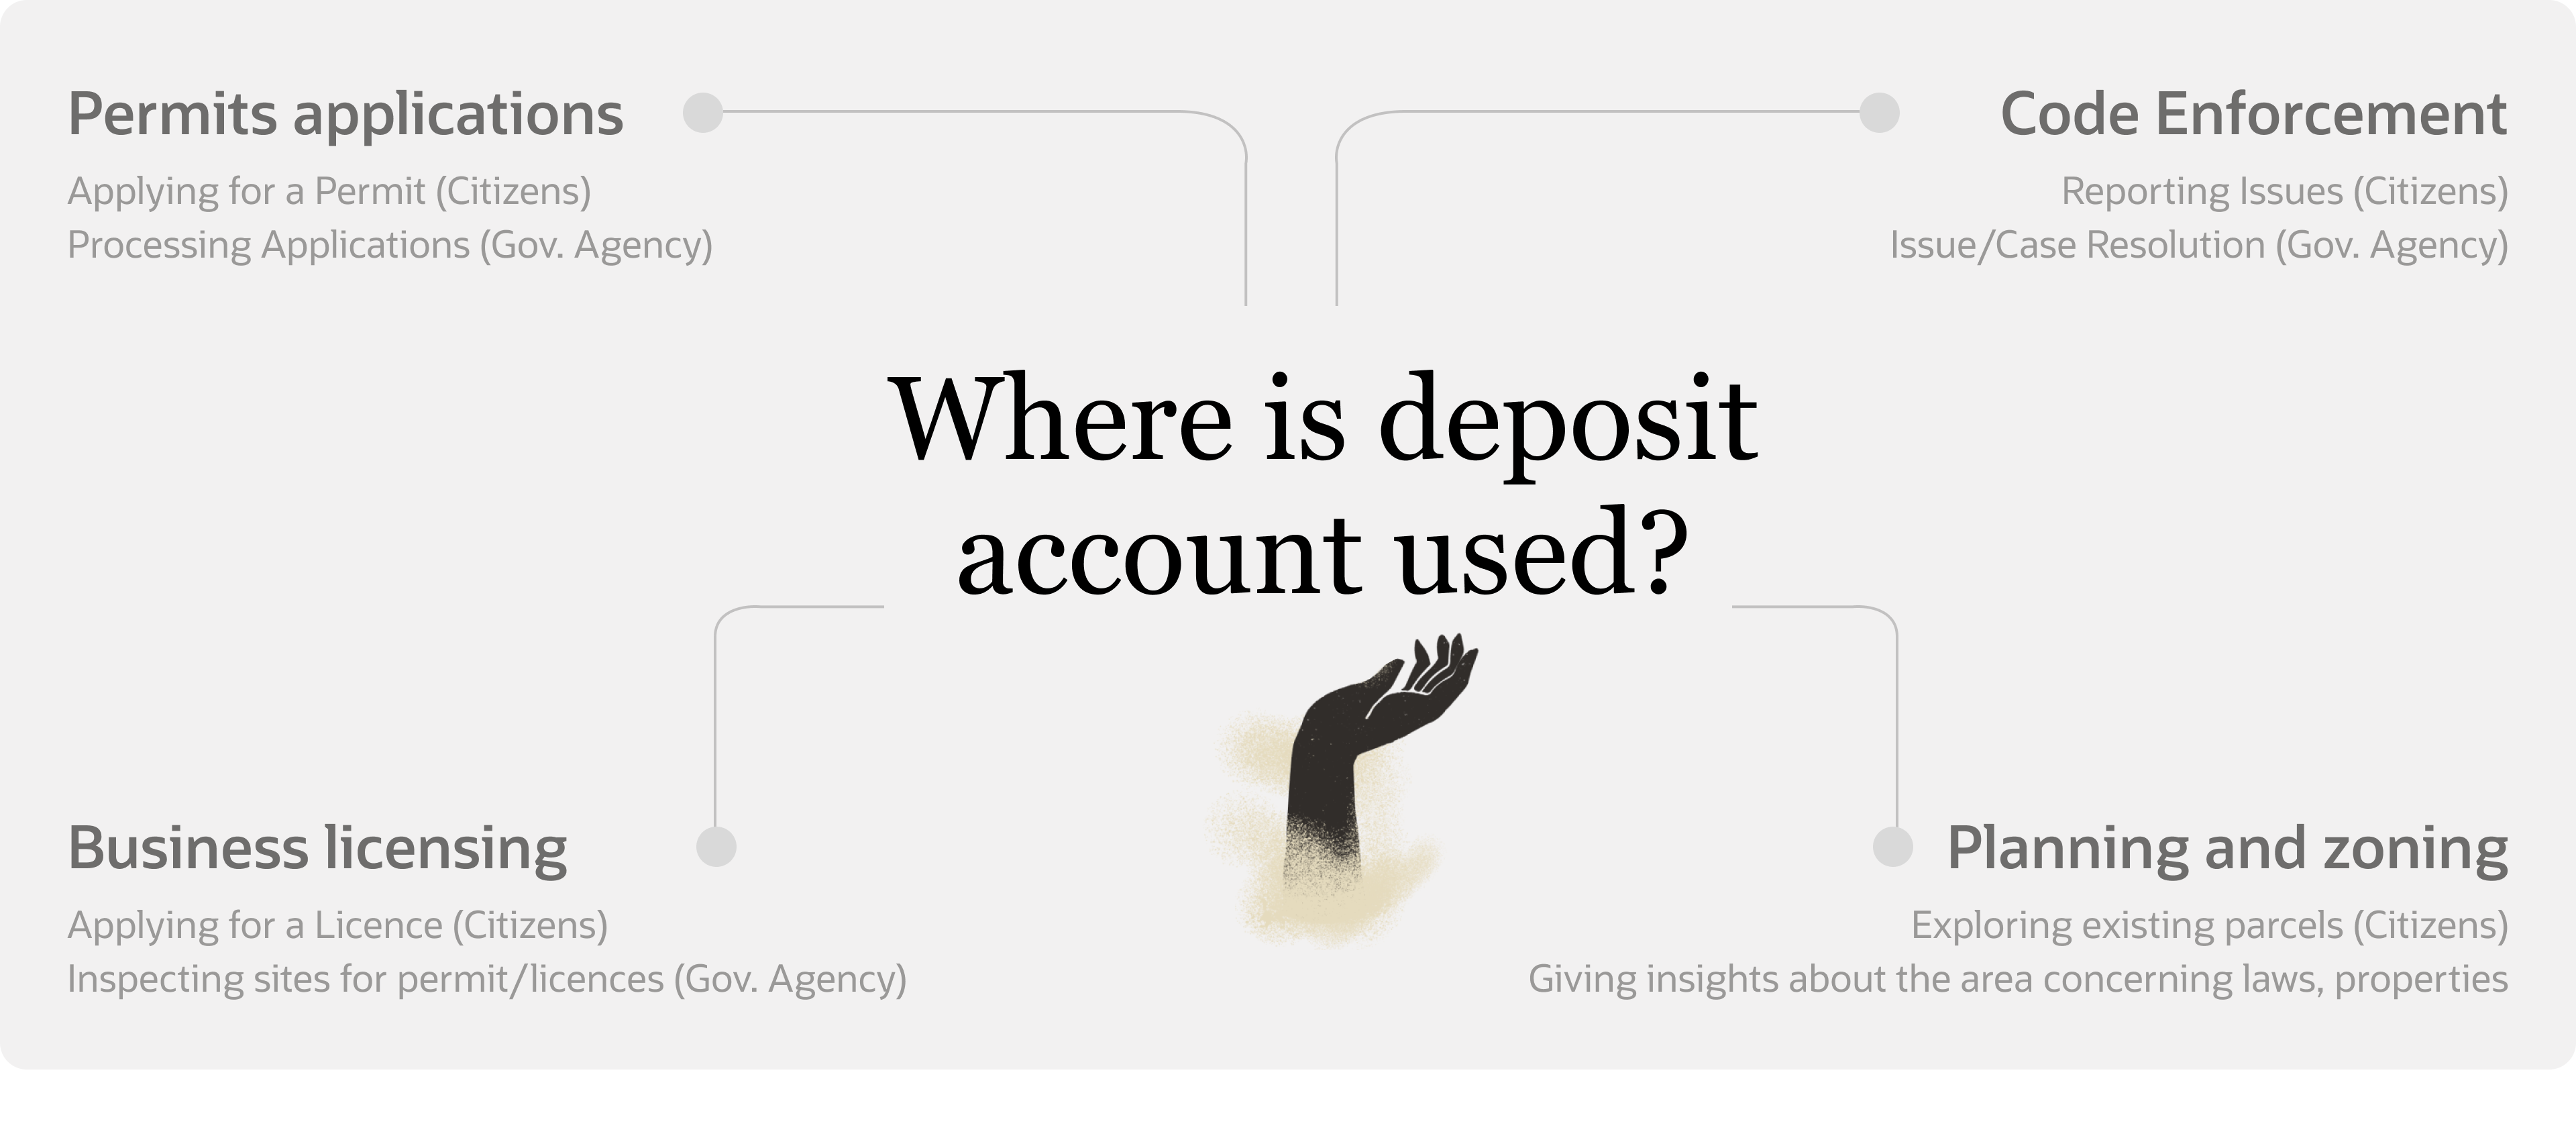 Permits applications
Applying for a Permit (Citizens)
Processing Applications (Gov. Agency)
Code Enforcement
Reporting Issues (Citizens)
Issue/Case Resolution (Gov. Agency)
Where is deposit
account used?
Business licensing
Applying for a Licence (Citizens)
Inspecting sites for permit/licences (Gov. Agency)
Planning and zoning
Exploring existing parcels (Citizens)
Giving insights about the area concerning laws, properties